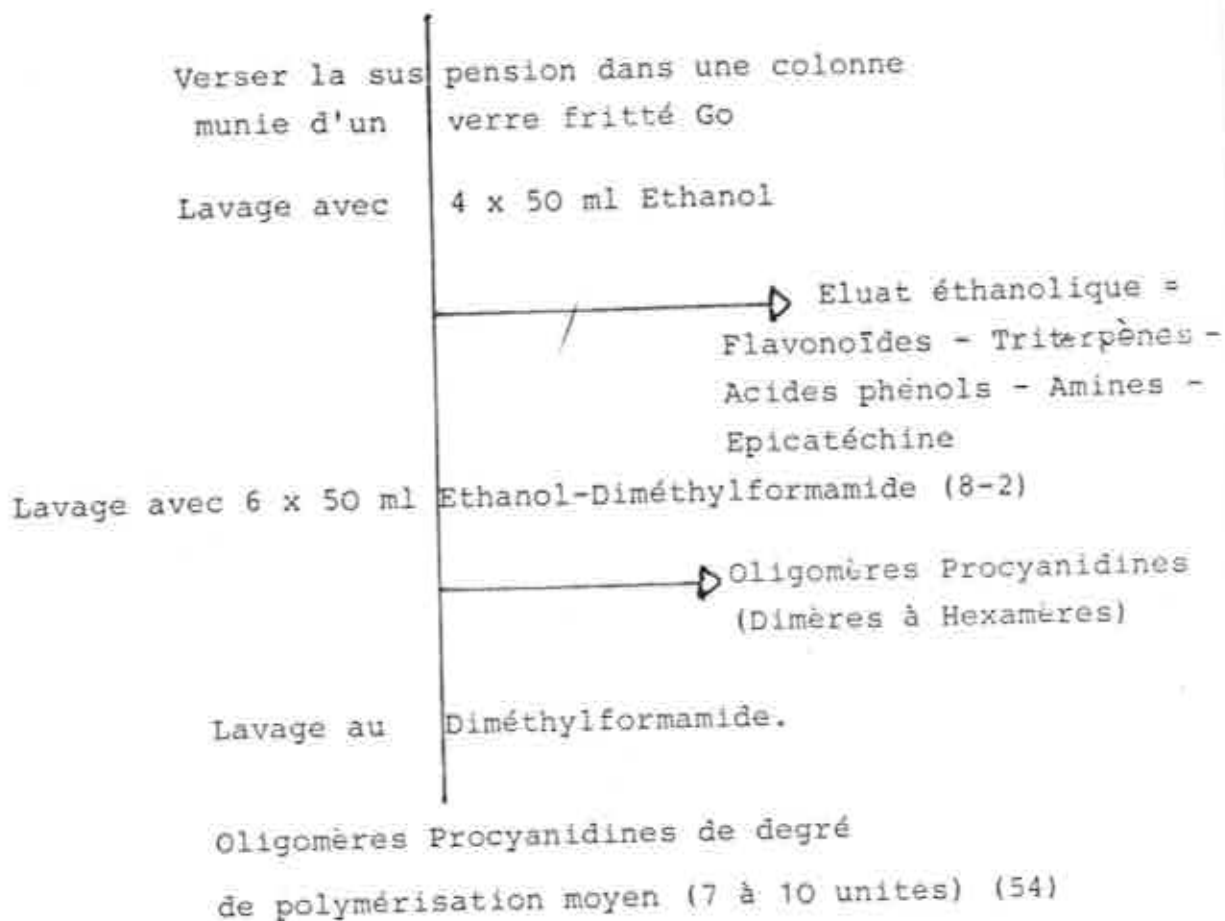 Verser la suspension dans une colonne
munie d'un verre fritté Go
Lavage avec 4 x 50 ml Ethanol
Eluat éthanolique =
Flavonoïdes - Triterpènes -
Acides phénols - Amines -
Epicatéchine
Lavage avec 6 x 50 ml Ethanol-Diméthylformamide (8-2)
Oligomères Procyanidines
(Dimères à Hexamères)
Lavage au Diméthylformamide.
Oligomères Procyanidines de degré
de polymérisation moyen (7 à 10 unités) (54)